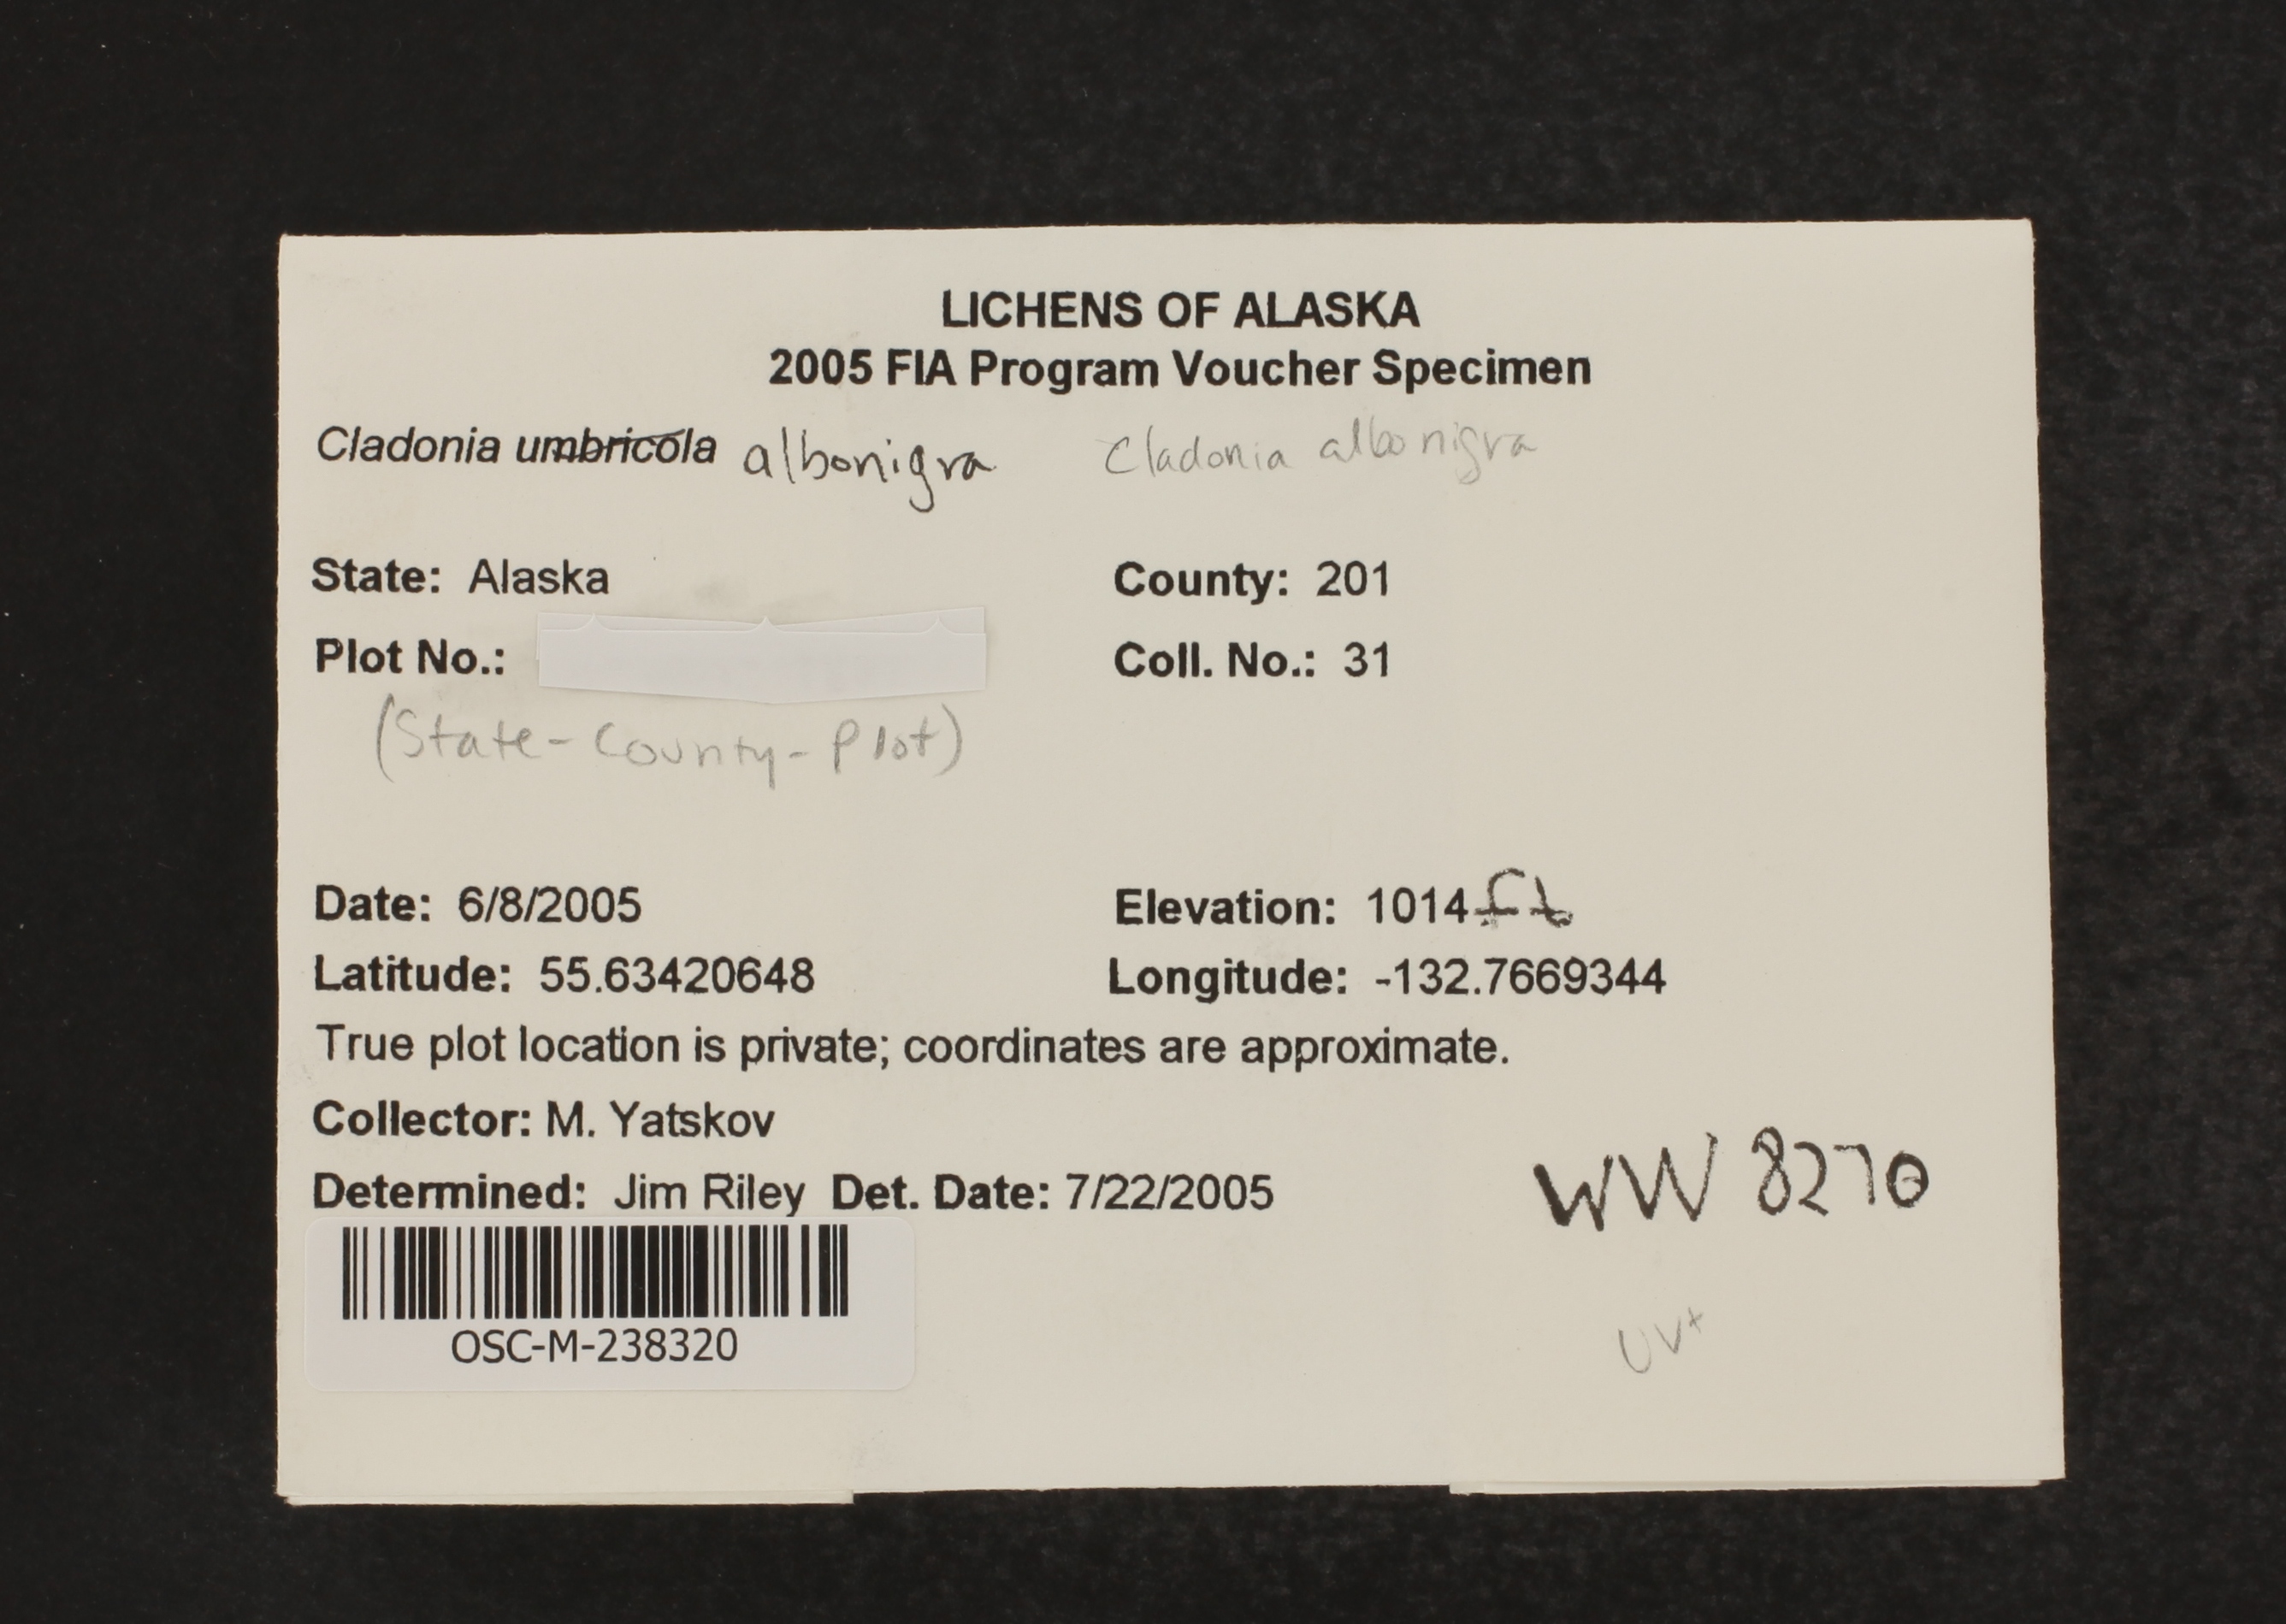 LICHENS OF ALASKA
2005 FIA Program Voucher Specimen
Cladonia umbricola albonigra Cladonia albonigra
State: Alaska County: 201
Plot No.: Coll. No.: 31
(State-County-Plot)
Date: 6/8/2005 Elevation: 1014 ft
Latitude: 55.63420648 Longitude: -132.7669344
True plot location is private; coordinates are approximate.
Collector: M. Yatskov
Determined: Jim Riley Det. Date: 7/22/2005
WW 8270
OSC-M-238320
UV+